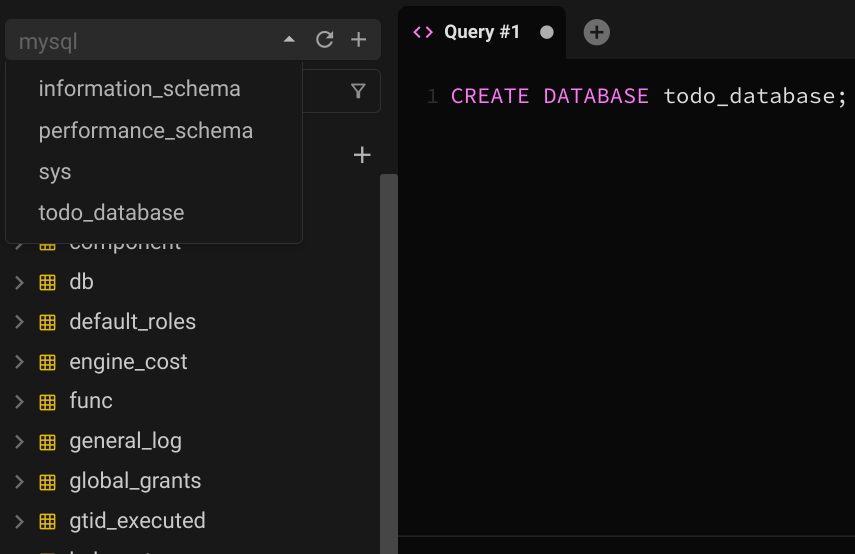 mysql
information_schema
performance_schema
sys
todo_database
component
db
default_roles
engine_cost
func
general_log
global_grants
gtid_executed
Query #1
1 CREATE DATABASE todo_database;